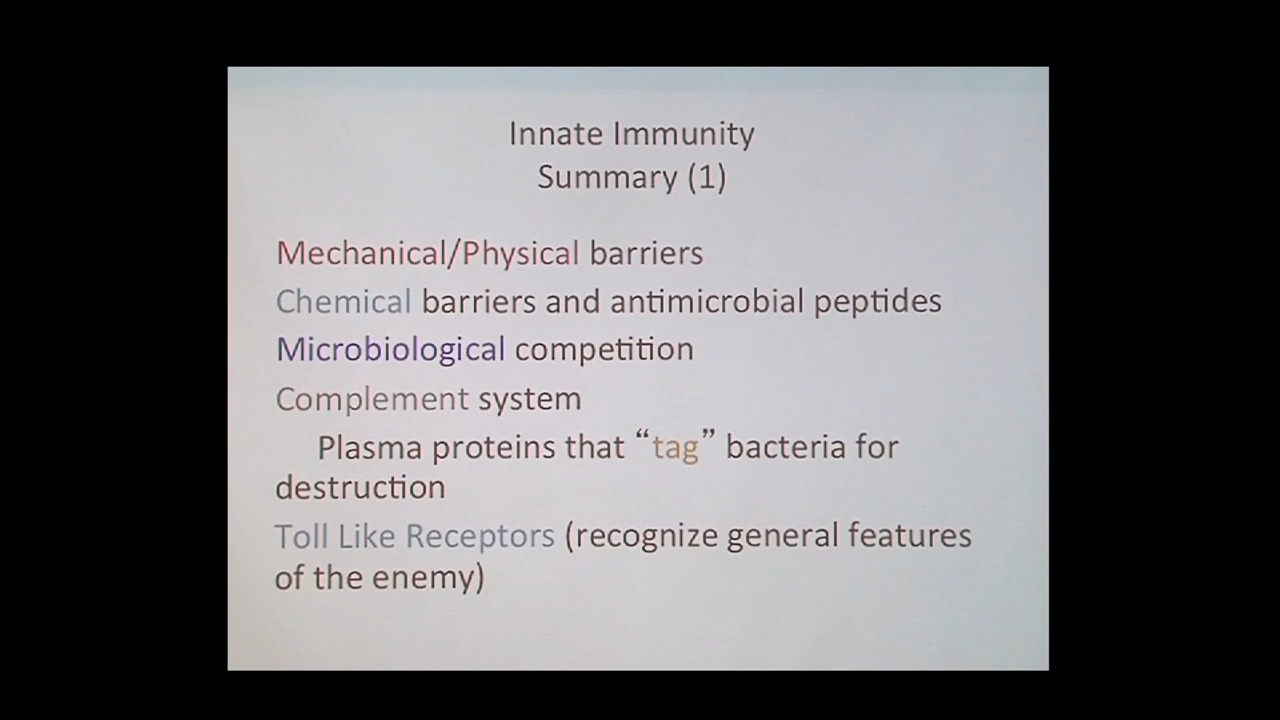 Innate Immunity
Summary (1)
Mechanical/Physical barriers
Chemical barriers and antimicrobial peptides
Microbiological competition
Complement system
Plasma proteins that “tag” bacteria for
destruction
Toll Like Receptors (recognize general features
of the enemy)